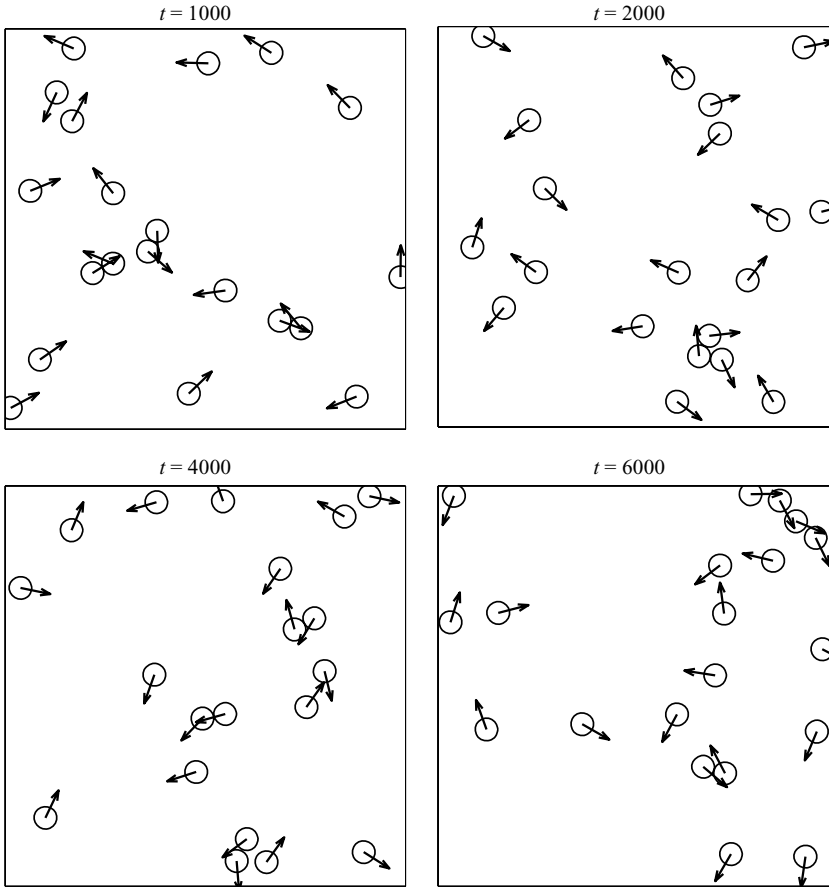 t = 1000
t = 2000
t = 4000
t = 6000